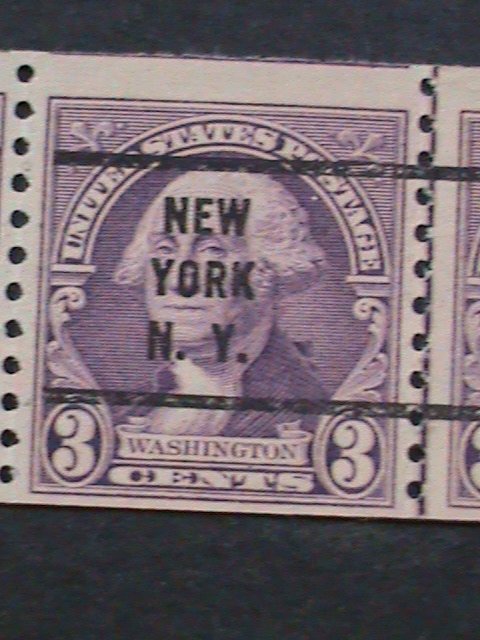 UNITED STATES POSTAGE
NEW
YORK
N. Y.
3 WASHINGTON 3
CENTS